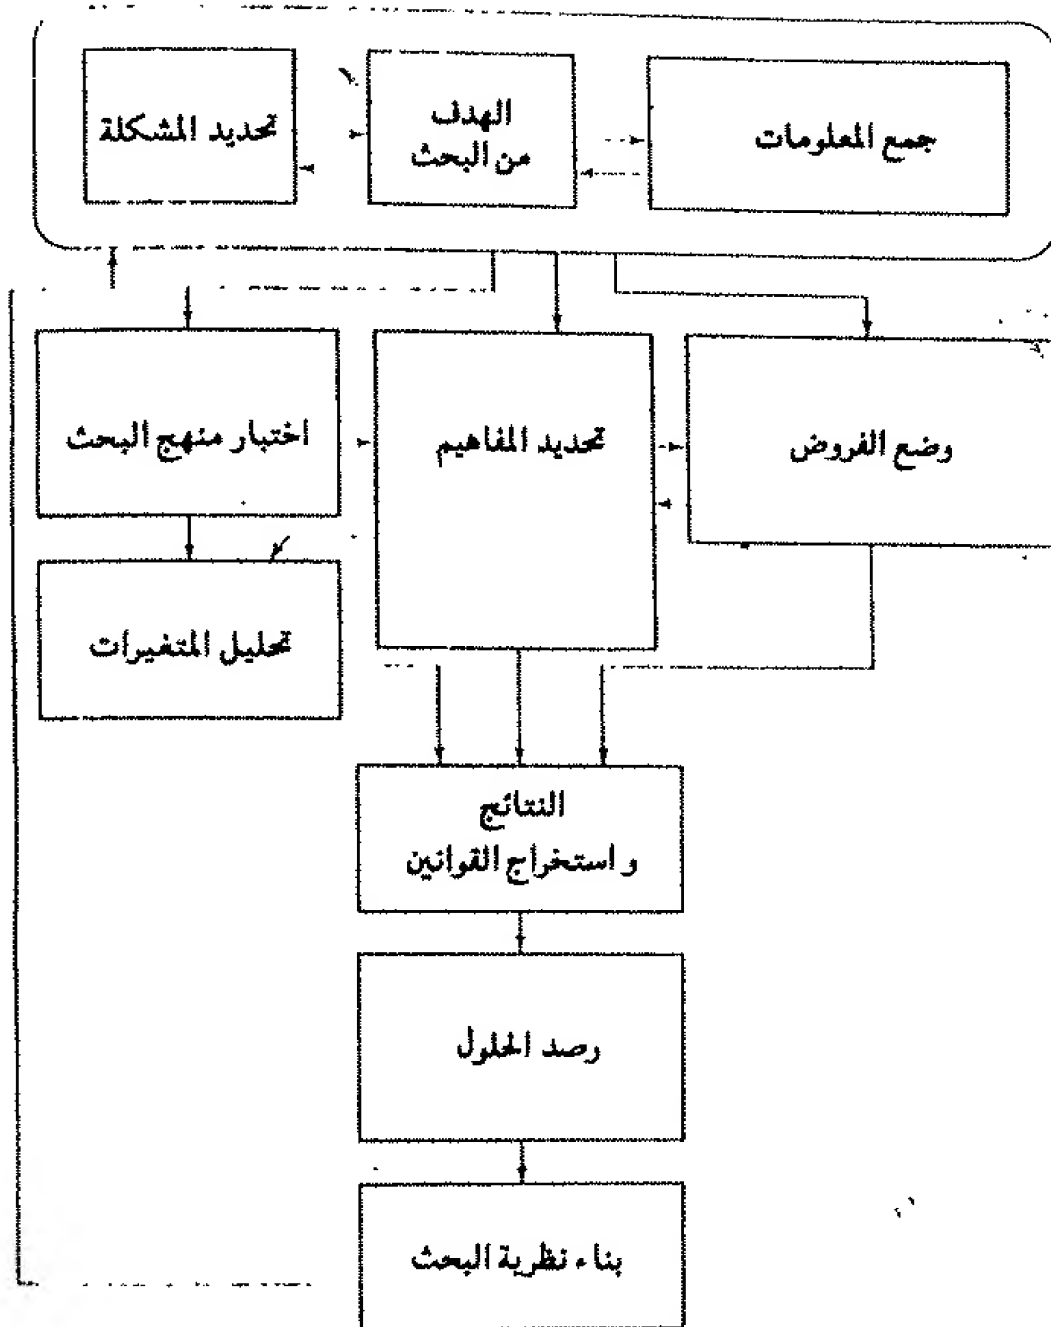 جمع المعلومات
الهدف
من البحث
تحديد المشكلة
وضع الفروض
تحديد المفاهيم
اختبار منهج البحث
تحليل المتغيرات
النتائج
و استخراج القوانين
رصد الحلول
بناء نظرية البحث